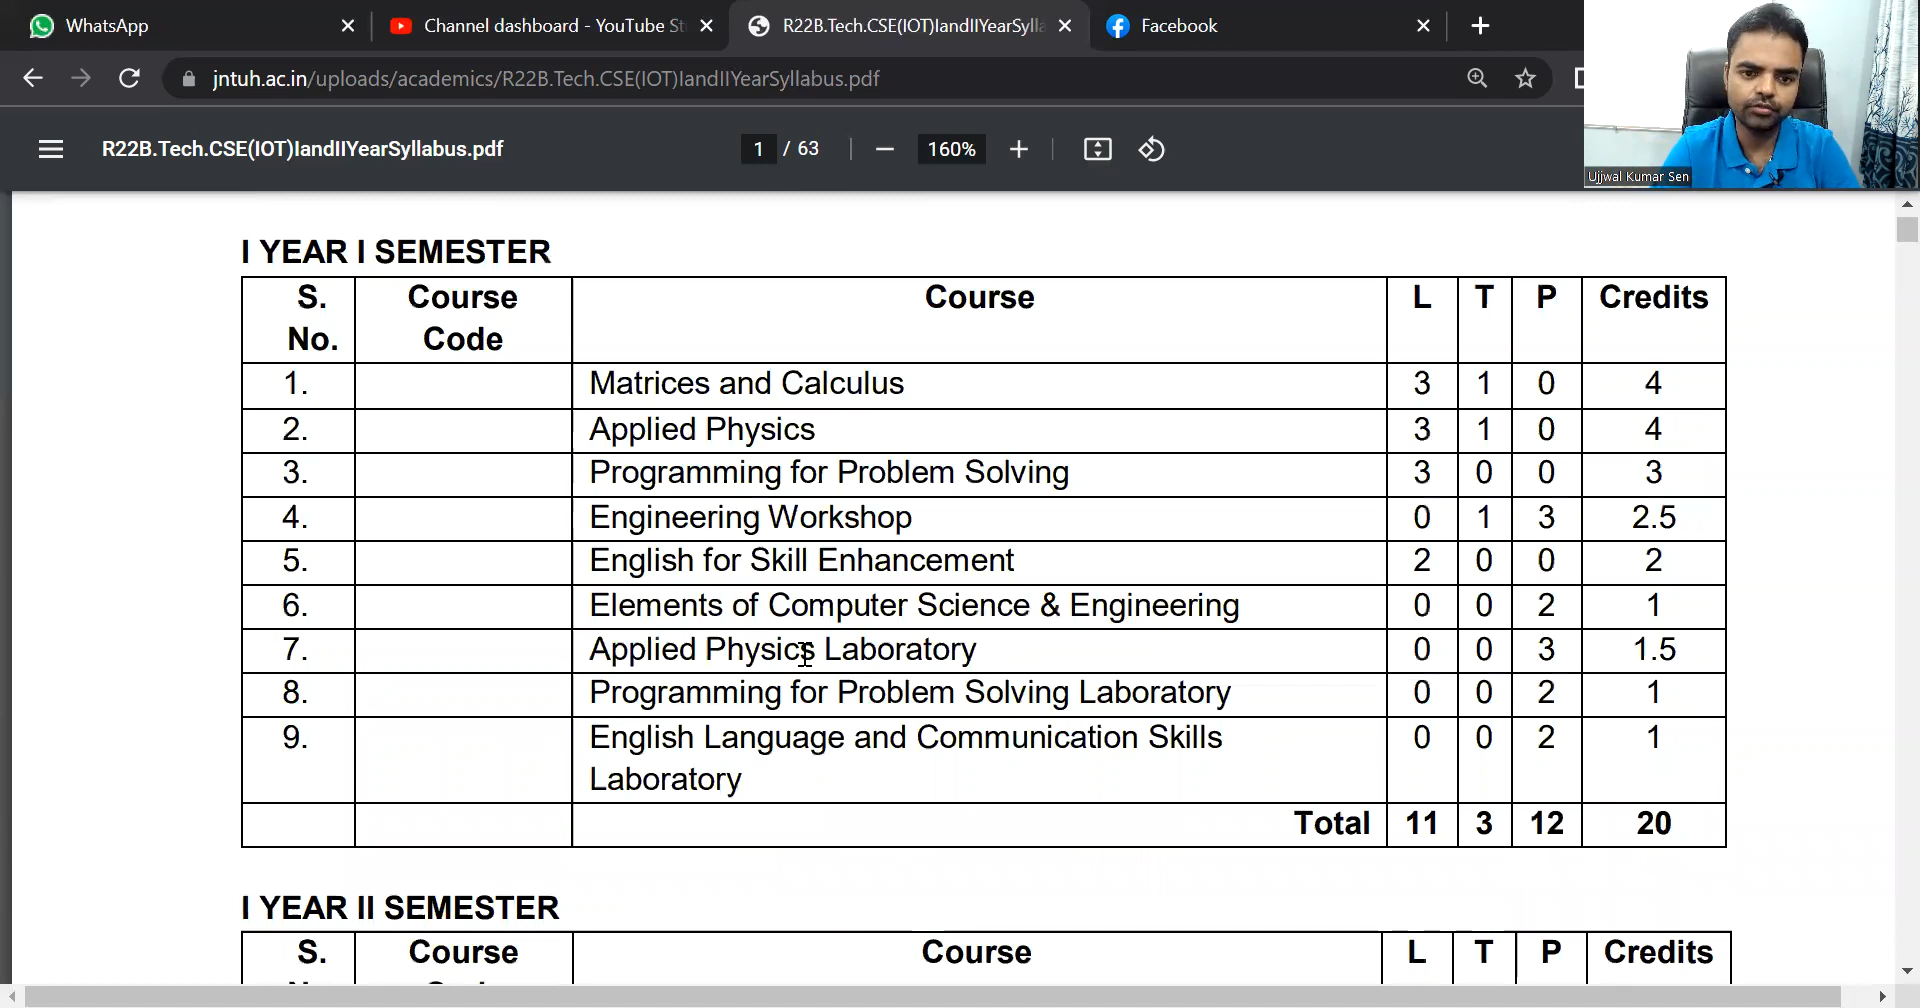 WhatsApp
Channel dashboard - YouTube St
R22B.Tech.CSE(IOT)IandIIYearSylla
Facebook
jntuh.ac.in/uploads/academics/R22B.Tech.CSE(IOT)IandIIYearSyllabus.pdf
R22B.Tech.CSE(IOT)IandIIYearSyllabus.pdf
1 / 63
160%
Ujjwal Kumar Sen
I YEAR I SEMESTER
S. No. Course Code Course L T P Credits
1. Matrices and Calculus 3 1 0 4
2. Applied Physics 3 1 0 4
3. Programming for Problem Solving 3 0 0 3
4. Engineering Workshop 0 1 3 2.5
5. English for Skill Enhancement 2 0 0 2
6. Elements of Computer Science & Engineering 0 0 2 1
7. Applied Physics Laboratory 0 0 3 1.5
8. Programming for Problem Solving Laboratory 0 0 2 1
9. English Language and Communication Skills 0 0 2 1
Laboratory
Total 11 3 12 20
I YEAR II SEMESTER
S. Course Course L T P Credits